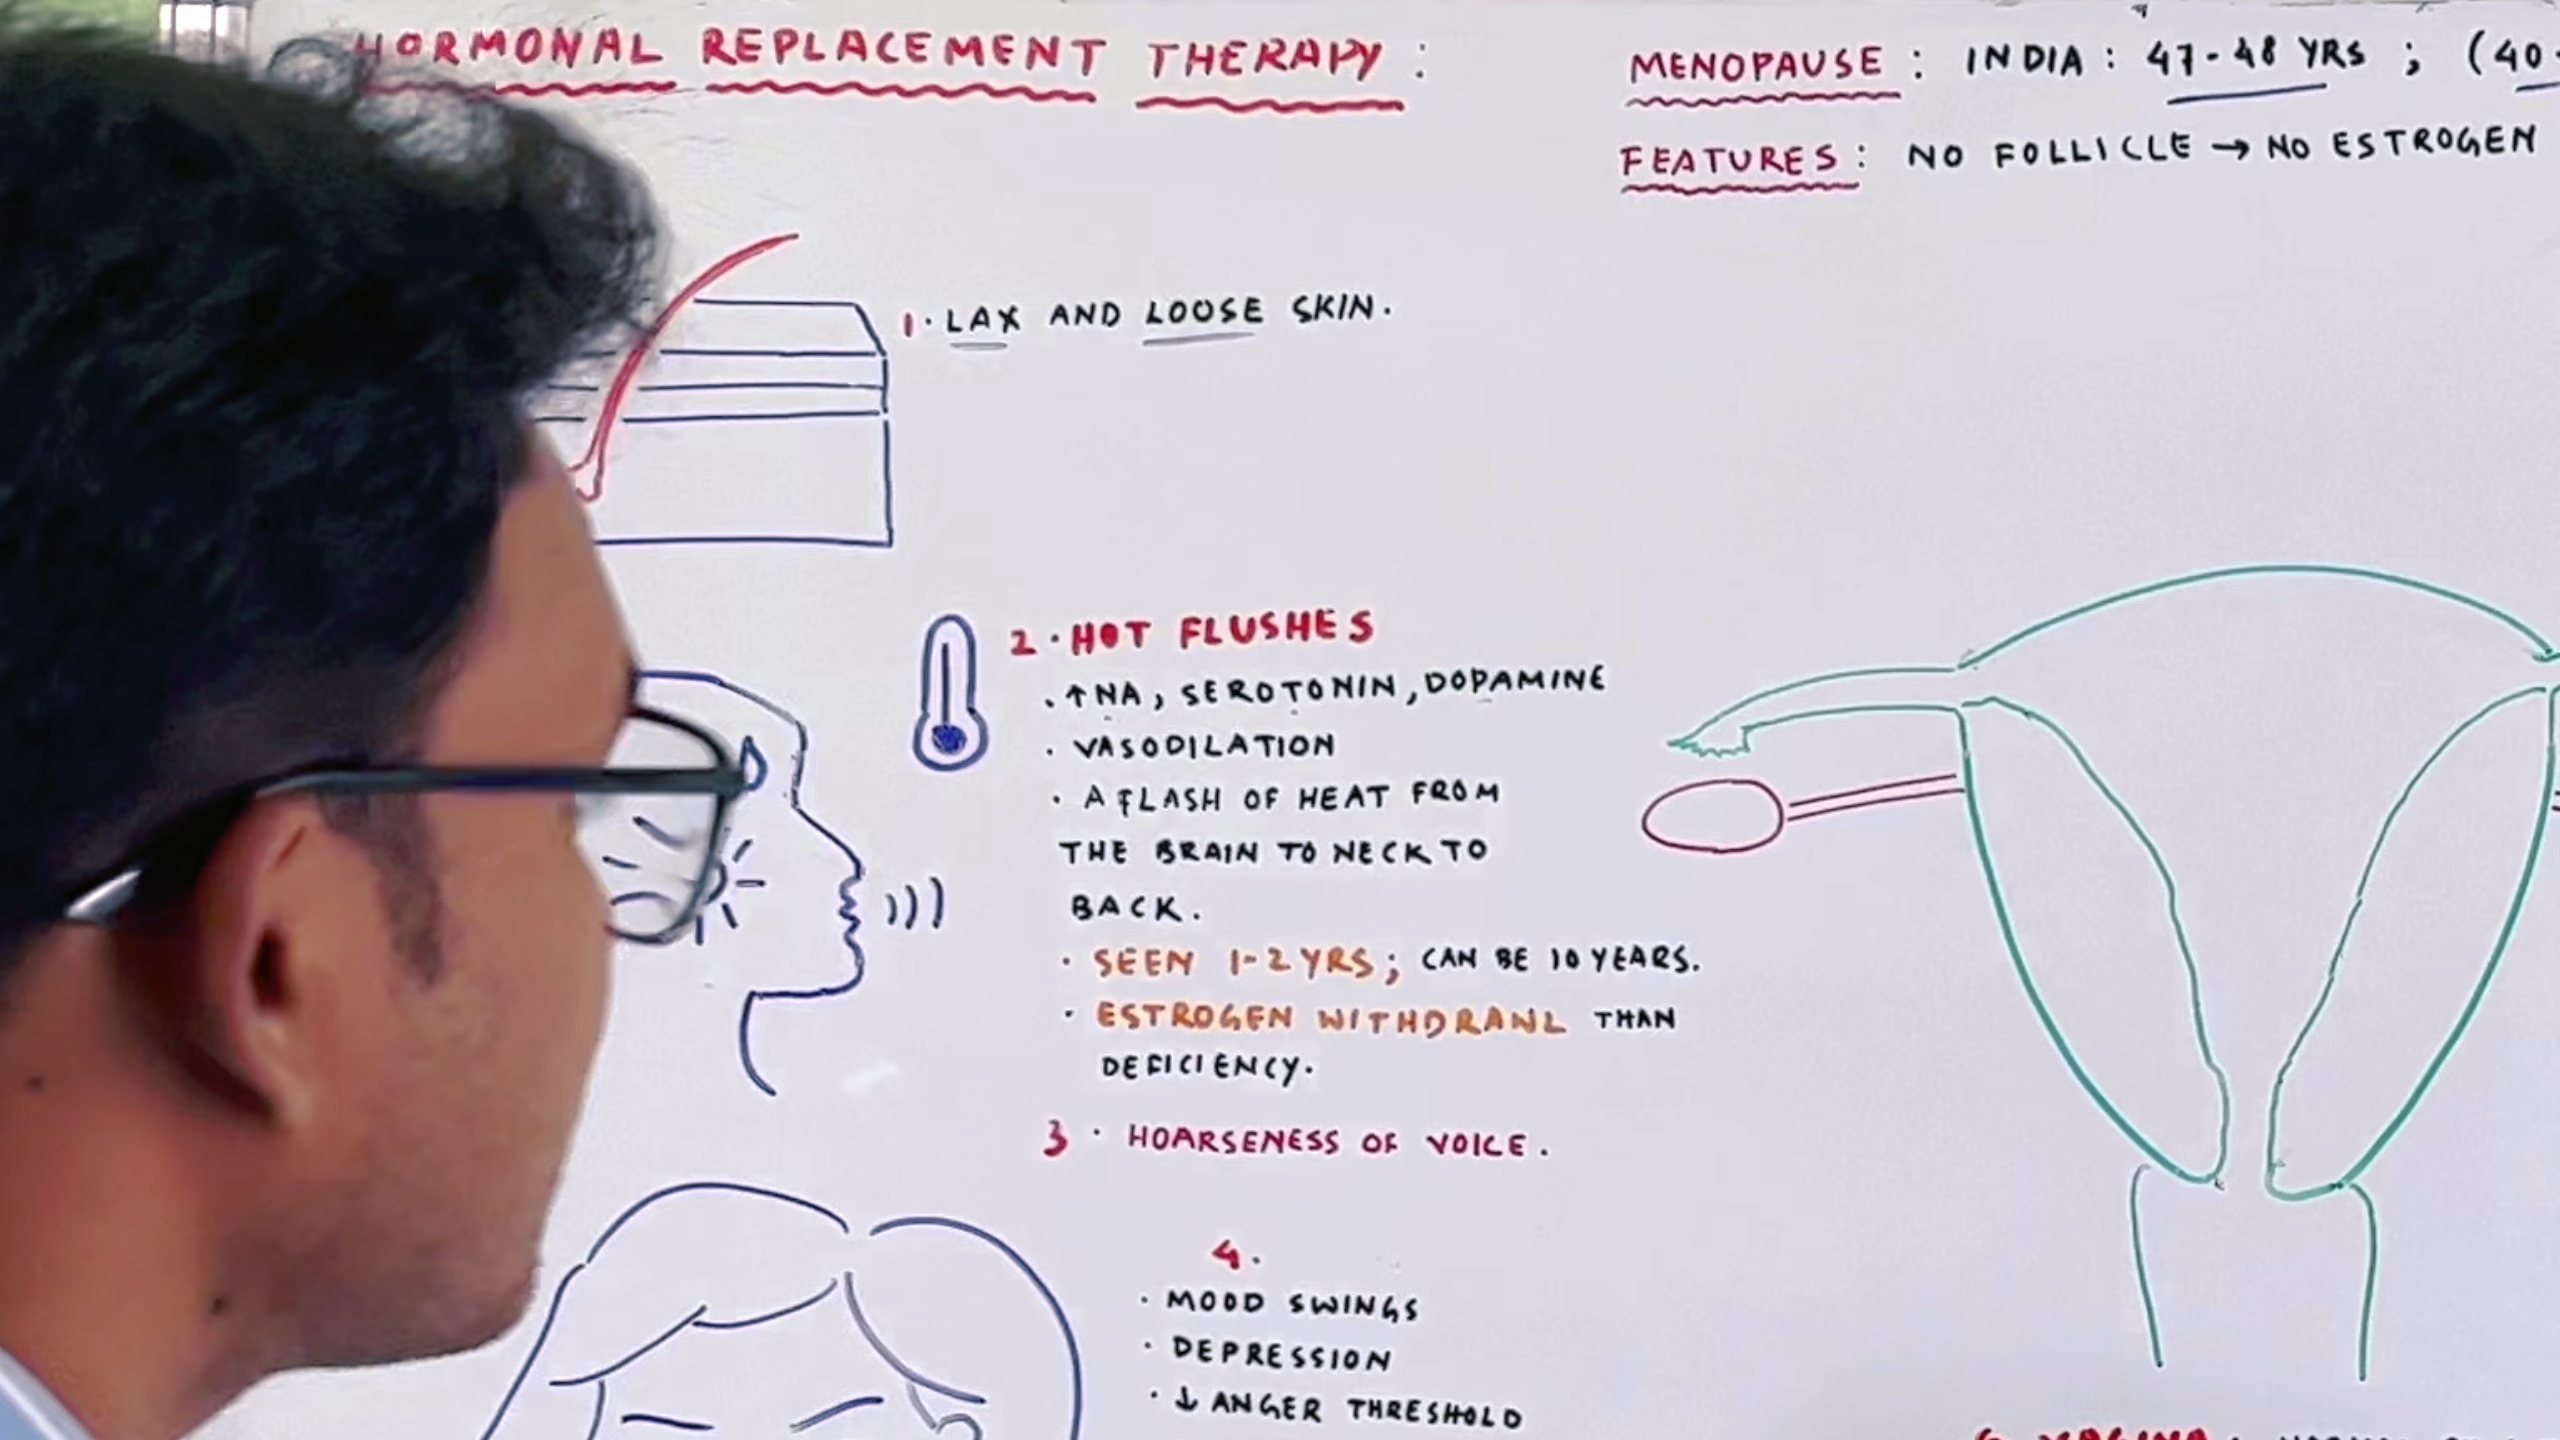 HORMONAL REPLACEMENT THERAPY :
MENOPAUSE : INDIA : 47-48 YRS ; (40-
FEATURES : NO FOLLICLE → NO ESTROGEN
1. LAX AND LOOSE SKIN.
2. HOT FLUSHES
. ↑NA, SEROTONIN, DOPAMINE
. VASODILATION
. A FLASH OF HEAT FROM
THE BRAIN TO NECK TO
BACK.
. SEEN 1-2 YRS; CAN BE 10 YEARS.
. ESTROGEN WITHDRANL THAN
DEFICIENCY.
3. HOARSENESS OF VOICE.
4.
. MOOD SWINGS
. DEPRESSION
. ↓ ANGER THRESHOLD
VAGINA :